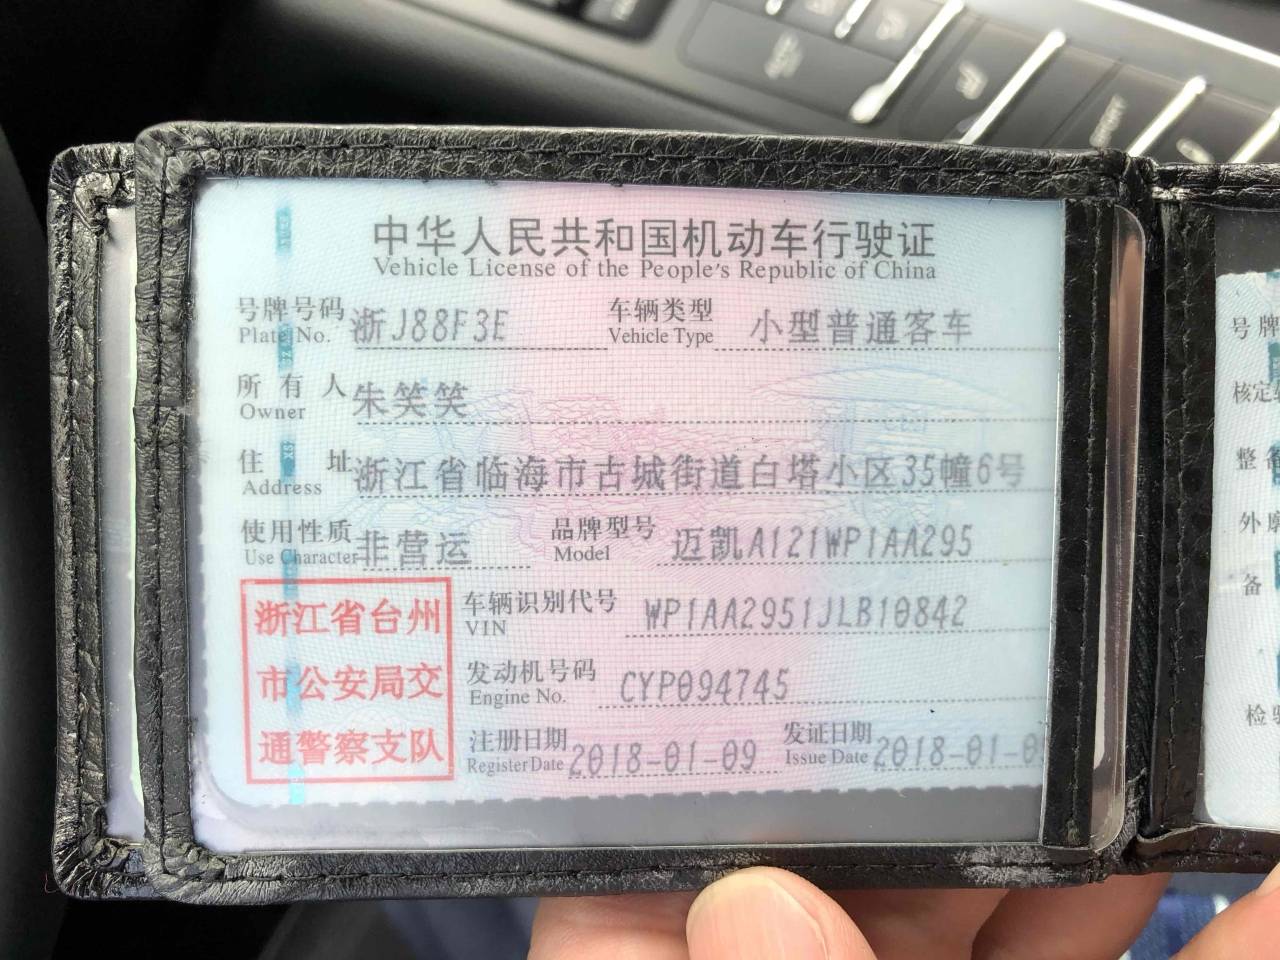 中华人民共和国机动车行驶证
Vehicle License of the People's Republic of China
号牌号码 浙J88F3E 车辆类型 小型普通客车
Plate No. Vehicle Type
所有人 朱笑笑
Owner
住址 浙江省临海市古城街道白塔小区35幢6号
Address
使用性质 非营运 品牌型号 迈凯A121WP1AA295
Use Character Model
浙江省台州
市公安局交
通警察支队
车辆识别代号 WP1AA2951JLB10842
VIN
发动机号码 CYP094745
Engine No.
注册日期 2018-01-09 发证日期 2018-01-0
Register Date Issue Date
号牌
核定
整
外
备
检